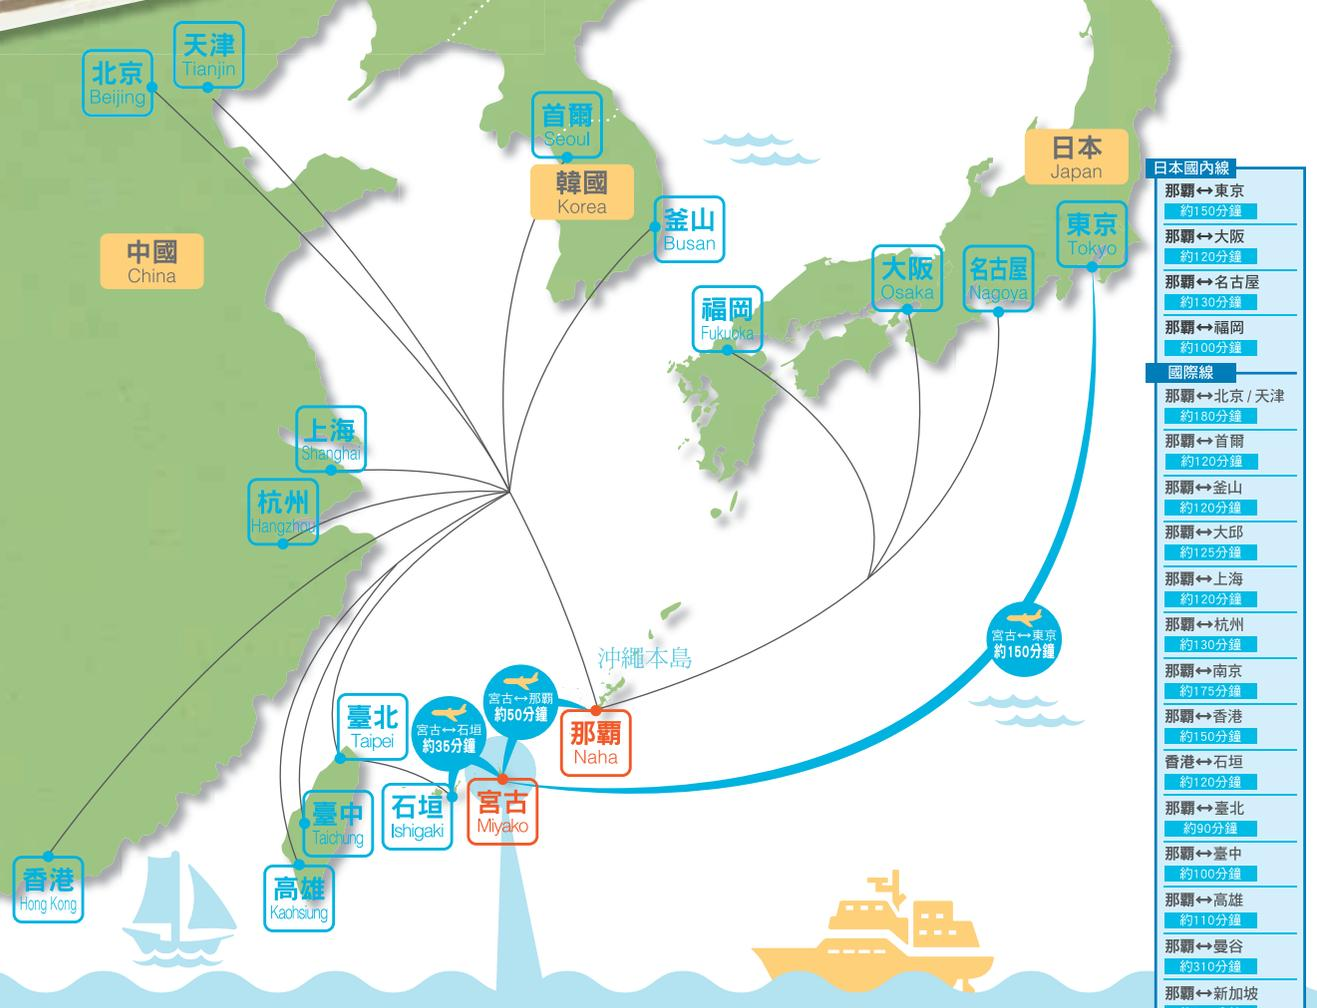 天津
Tianjin
北京
Beijing
首爾
Seoul
日本
Japan
韓國
Korea
釜山
Busan
東京
Tokyo
中國
China
大阪
Osaka
名古屋
Nagoya
福岡
Fukuoka
上海
Shanghai
杭州
Hangzhou
宮古↔東京
約150分鐘
沖繩本島
宮古↔那覇
約50分鐘
臺北
Taipei
宮古↔石垣
約35分鐘
那覇
Naha
臺中
Taichung
石垣
Ishigaki
宮古
Miyako
香港
Hong Kong
高雄
Kaohsiung
日本國內線
那覇↔東京
約150分鐘
那覇↔大阪
約120分鐘
那覇↔名古屋
約130分鐘
那覇↔福岡
約100分鐘
國際線
那覇↔北京/天津
約180分鐘
那覇↔首爾
約120分鐘
那覇↔釜山
約120分鐘
那覇↔大邱
約125分鐘
那覇↔上海
約120分鐘
那覇↔杭州
約130分鐘
那覇↔南京
約175分鐘
那覇↔香港
約150分鐘
香港↔石垣
約120分鐘
那覇↔臺北
約90分鐘
那覇↔臺中
約100分鐘
那覇↔高雄
約110分鐘
那覇↔曼谷
約310分鐘
那覇↔新加坡